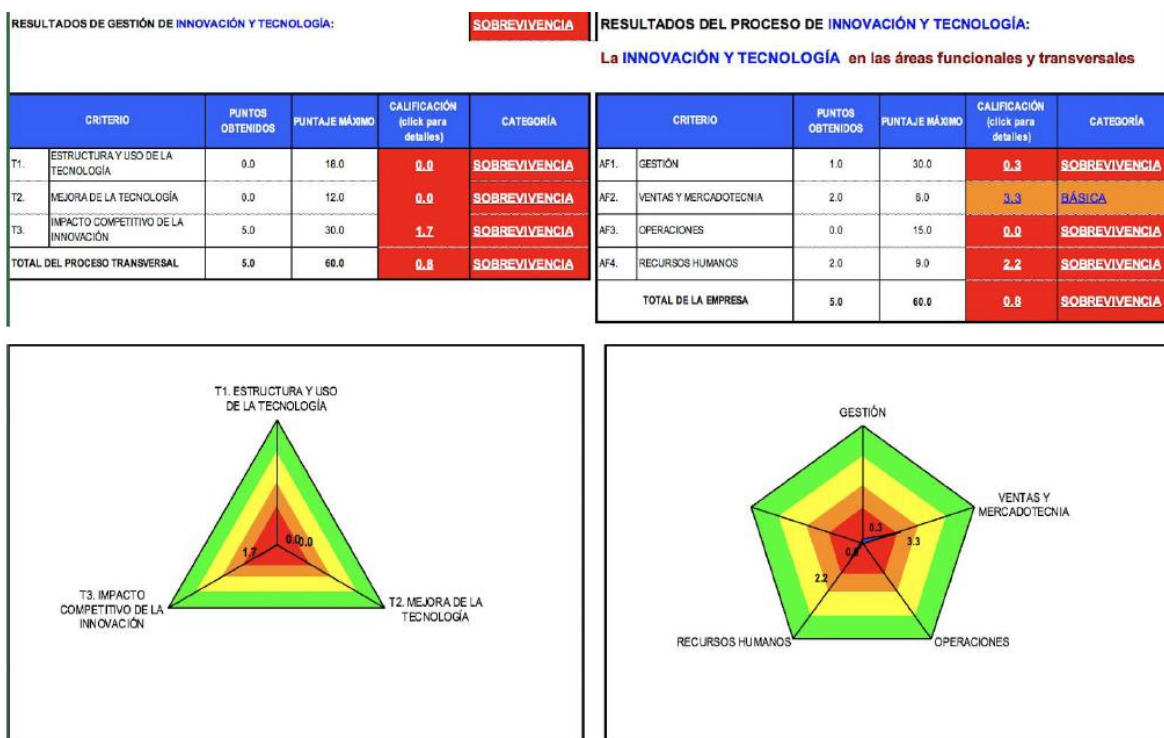 RESULTADOS DE GESTIÓN DE INNOVACIÓN Y TECNOLOGÍA:
SOBREVIVENCIA
CRITERIO PUNTOS OBTENIDOS PUNTAJE MÁXIMO CALIFICACIÓN (click para detalles) CATEGORÍA
T1. ESTRUCTURA Y USO DE LA TECNOLOGÍA 0.0 18.0 0.0 SOBREVIVENCIA
T2. MEJORA DE LA TECNOLOGÍA 0.0 12.0 0.0 SOBREVIVENCIA
T3. IMPACTO COMPETITIVO DE LA INNOVACIÓN 5.0 30.0 1.7 SOBREVIVENCIA
TOTAL DEL PROCESO TRANSVERSAL 5.0 60.0 0.8 SOBREVIVENCIA
RESULTADOS DEL PROCESO DE INNOVACIÓN Y TECNOLOGÍA:
La INNOVACIÓN Y TECNOLOGÍA en las áreas funcionales y transversales
CRITERIO PUNTOS OBTENIDOS PUNTAJE MÁXIMO CALIFICACIÓN (click para detalles) CATEGORÍA
AF1. GESTIÓN 1.0 30.0 0.3 SOBREVIVENCIA
AF2. VENTAS Y MERCADOTECNIA 2.0 6.0 3.3 BÁSICA
AF3. OPERACIONES 0.0 15.0 0.0 SOBREVIVENCIA
AF4. RECURSOS HUMANOS 2.0 9.0 2.2 SOBREVIVENCIA
TOTAL DE LA EMPRESA 5.0 60.0 0.8 SOBREVIVENCIA
T1. ESTRUCTURA Y USO
DE LA TECNOLOGÍA
0.0
0.0
1.7
T3. IMPACTO
COMPETITIVO DE LA
INNOVACIÓN
T2. MEJORA DE LA
TECNOLOGÍA
GESTIÓN
VENTAS Y
MERCADOTECNIA
0.3
3.3
0.0
2.2
RECURSOS HUMANOS
OPERACIONES